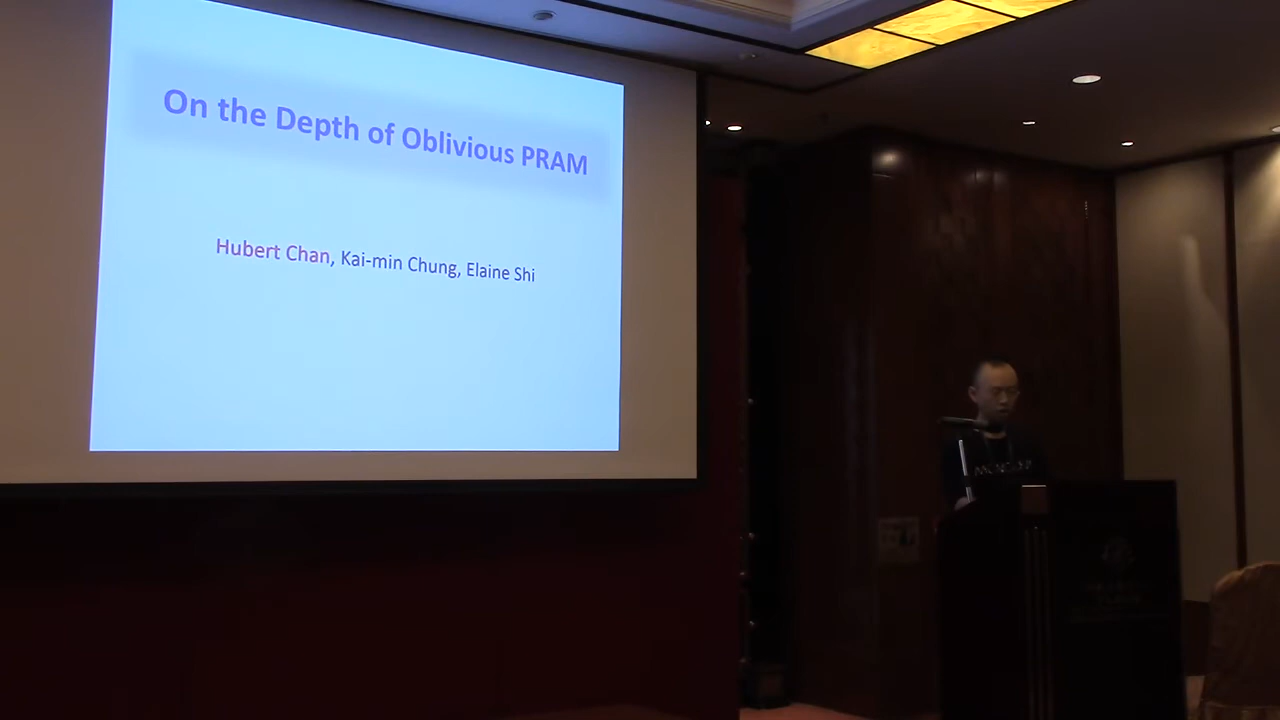 On the Depth of Oblivious PRAM
Hubert Chan, Kai-min Chung, Elaine Shi